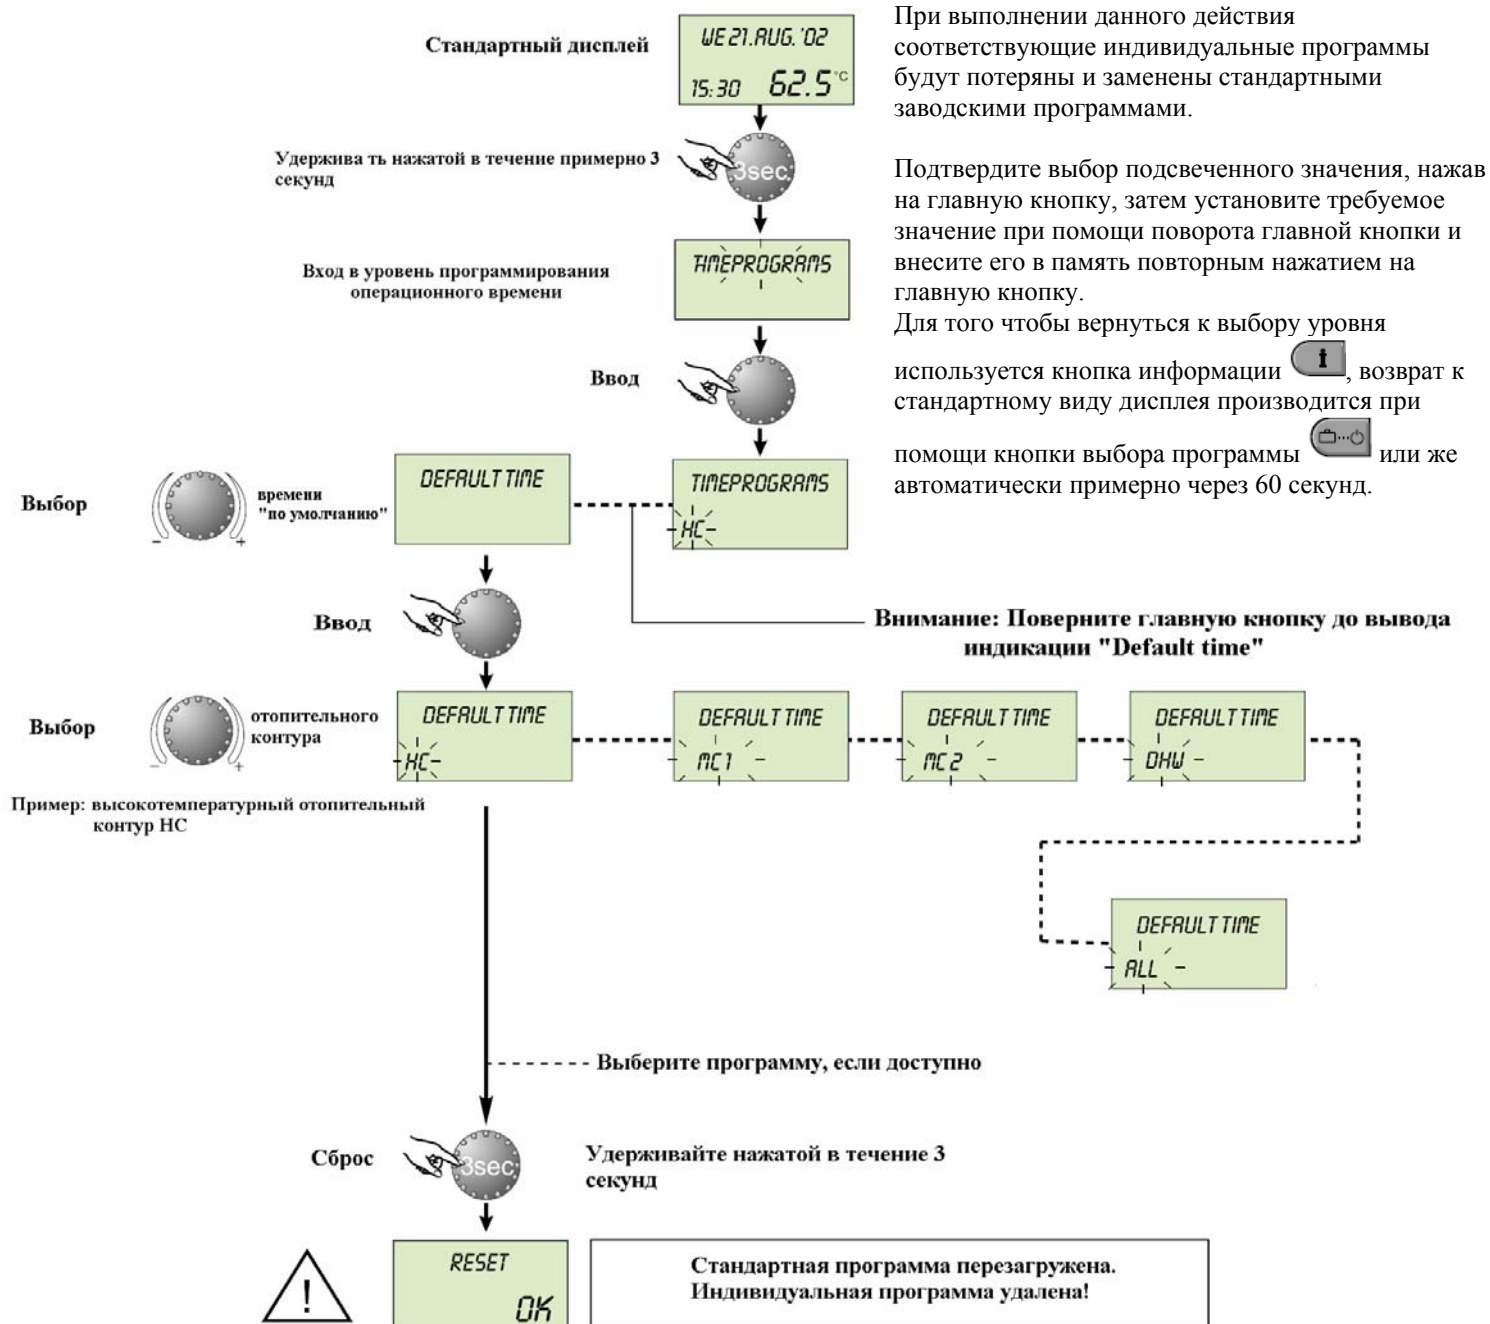 При выполнении данного действия
соответствующие индивидуальные программы
будут потеряны и заменены стандартными
заводскими программами.
Подтвердите выбор подсвеченного значения, нажав
на главную кнопку, затем установите требуемое
значение при помощи поворота главной кнопки и
внесите его в память повторным нажатием на
главную кнопку.
Для того чтобы вернуться к выбору уровня
используется кнопка информации i, возврат к
стандартному виду дисплея производится при
помощи кнопки выбора программы или же
автоматически примерно через 60 секунд.
Стандартный дисплей
WE 21.AUG.'02
15:30 62.5°C
Удержива ть нажатой в течение примерно 3
секунд
3sec
Вход в уровень программирования
операционного времени
TIMEPROGRAMS
Ввод
Выбор
времени
"по умолчанию"
- +
DEFAULT TIME
TIMEPROGRAMS
HC
Ввод
Внимание: Поверните главную кнопку до вывода
индикации "Default time"
Выбор
отопительного
контура
- +
DEFAULT TIME
HC
DEFAULT TIME
MC1
DEFAULT TIME
MC2
DEFAULT TIME
DHW
Пример: высокотемпературный отопительный
контур HC
DEFAULT TIME
ALL
Выберите программу, если доступно
Сброс
3sec
Удерживайте нажатой в течение 3
секунд
!
RESET
OK
Стандартная программа перезагружена.
Индивидуальная программа удалена!